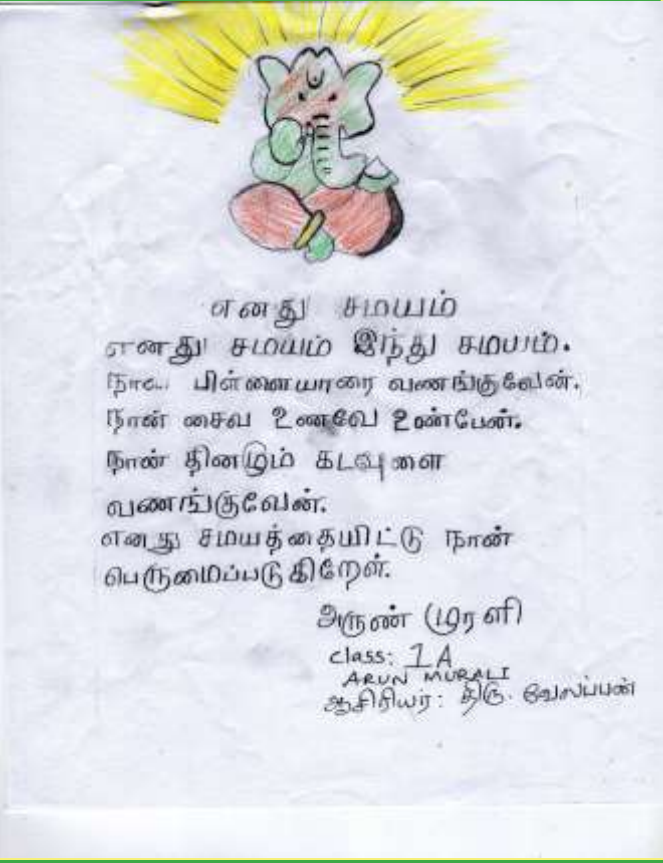 எனது சமயம்
எனது சமயம் இந்து சமயம்.
நான் பிள்ளையாரை வணங்குவேன்.
நான் சைவ உணவே உண்பேன்.
நான் தினமும் கடவுளை
வணங்குவேன்.
எனது சமயத்தையிட்டு நான்
பெருமைப்படுகிறேன்.
அருண் முரளி
class: 1A
ARUN MURALI
ஆசிரியர்: திரு. வேலப்பன்